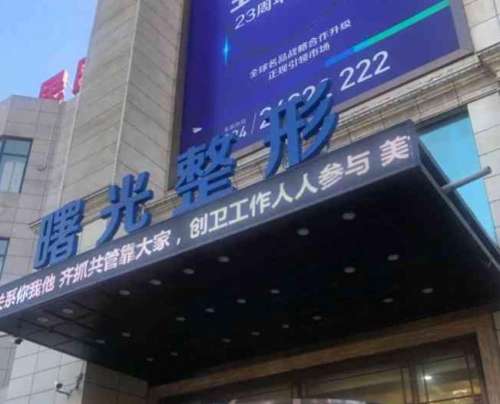 23周
全球名品战略合作升级
正规引领市场
222
曙光整形
关系你我他 齐抓共管靠大家，创卫工作人人参与 美